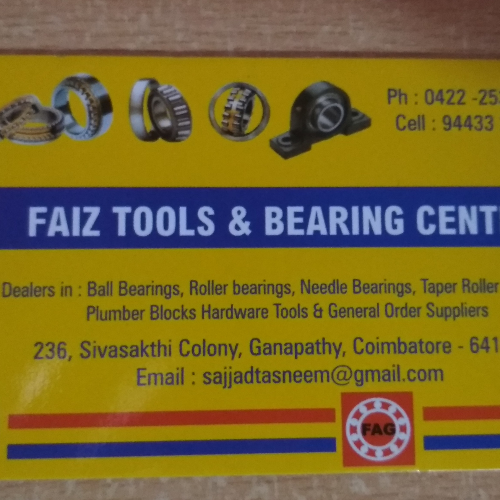 Ph : 0422 -25
Cell : 94433
FAIZ TOOLS & BEARING CENT
Dealers in : Ball Bearings, Roller bearings, Needle Bearings, Taper Roller
Plumber Blocks Hardware Tools & General Order Suppliers
236, Sivasakthi Colony, Ganapathy, Coimbatore - 641
Email : sajjadtasneem@gmail.com
FAG